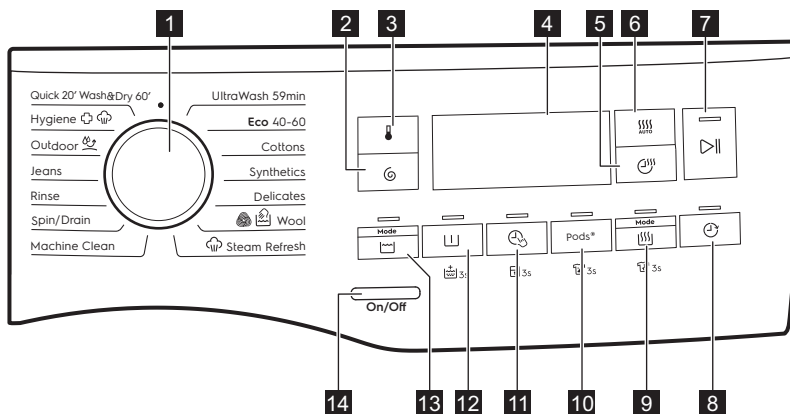 1
2
3
4
5
6
7
Quick 20' Wash&Dry 60'
UltraWash 59min
Hygiene
Eco 40-60
Outdoor
Cottons
Jeans
Synthetics
Rinse
Delicates
Spin/Drain
Wool
Machine Clean
Steam Refresh
AUTO
Mode
Pods®
Mode
3s
3s
3s
3s
On/Off
14
13
12
11
10
9
8